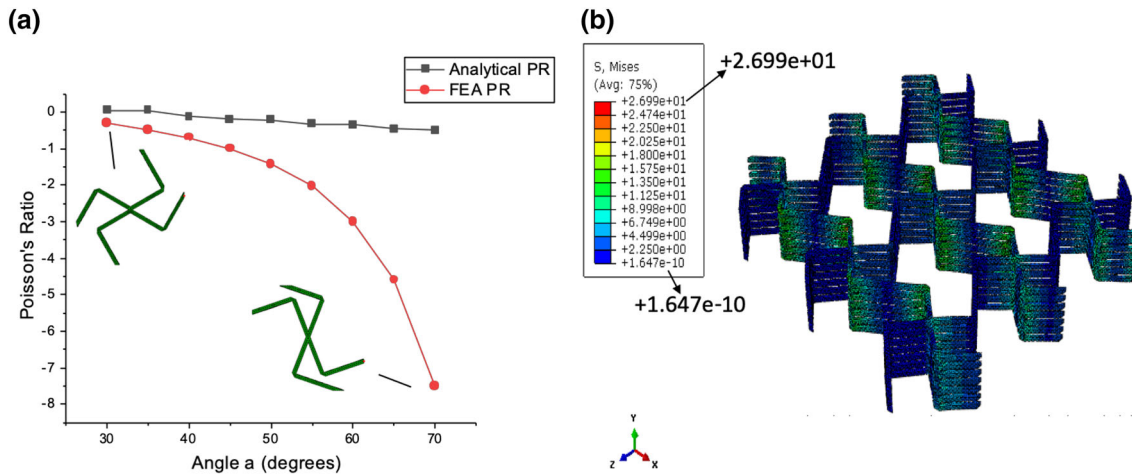 (a)
Analytical PR
FEA PR
0
-1
-2
-3
-4
-5
-6
-7
-8
Poisson's Ratio
30
40
50
60
70
Angle a (degrees)
(b)
S, Mises
(Avg: 75%)
+2.699e+01
+2.474e+01
+2.250e+01
+2.025e+01
+1.800e+01
+1.575e+01
+1.350e+01
+1.125e+01
+8.998e+00
+6.749e+00
+4.499e+00
+2.250e+00
+1.647e-10
+2.699e+01
+1.647e-10
Y
Z
X